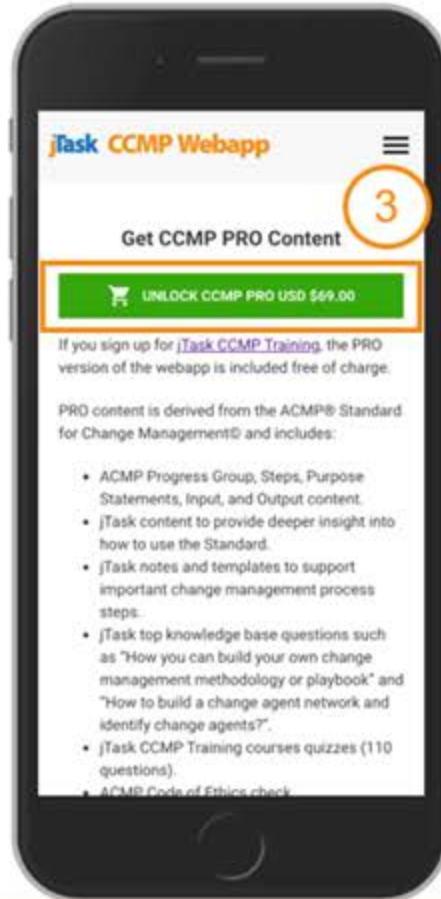 jTask CCMP Webapp
3
Get CCMP PRO Content
UNLOCK CCMP PRO USD $69.00
If you sign up for jTask CCMP Training, the PRO
version of the webapp is included free of charge.
PRO content is derived from the ACMP® Standard
for Change Management© and includes:
• ACMP Progress Group, Steps, Purpose
Statements, Input, and Output content.
• jTask content to provide deeper insight into
how to use the Standard.
• jTask notes and templates to support
important change management process
steps.
• jTask top knowledge base questions such
as "How you can build your own change
management methodology or playbook" and
"How to build a change agent network and
identify change agents?".
• jTask CCMP Training courses quizzes (110
questions).
• ACMP Code of Ethics check